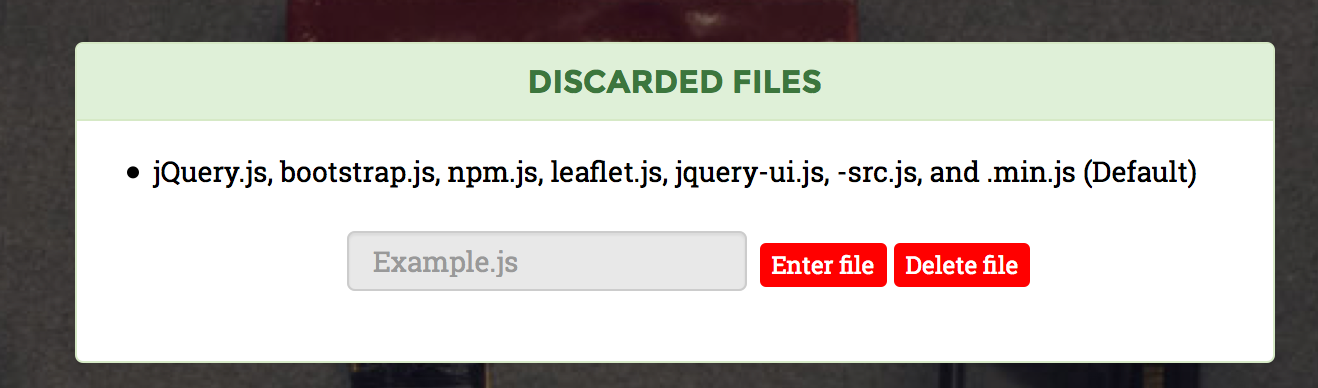 DISCARDED FILES
jQuery.js, bootstrap.js, npm.js, leaflet.js, jquery-ui.js, -src.js, and .min.js (Default)
Example.js Enter file Delete file